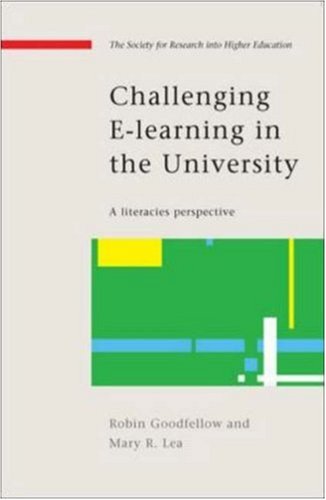 The Society for Research into Higher Education
Challenging
E-learning in
the University
A literacies perspective
Robin Goodfellow and
Mary R. Lea